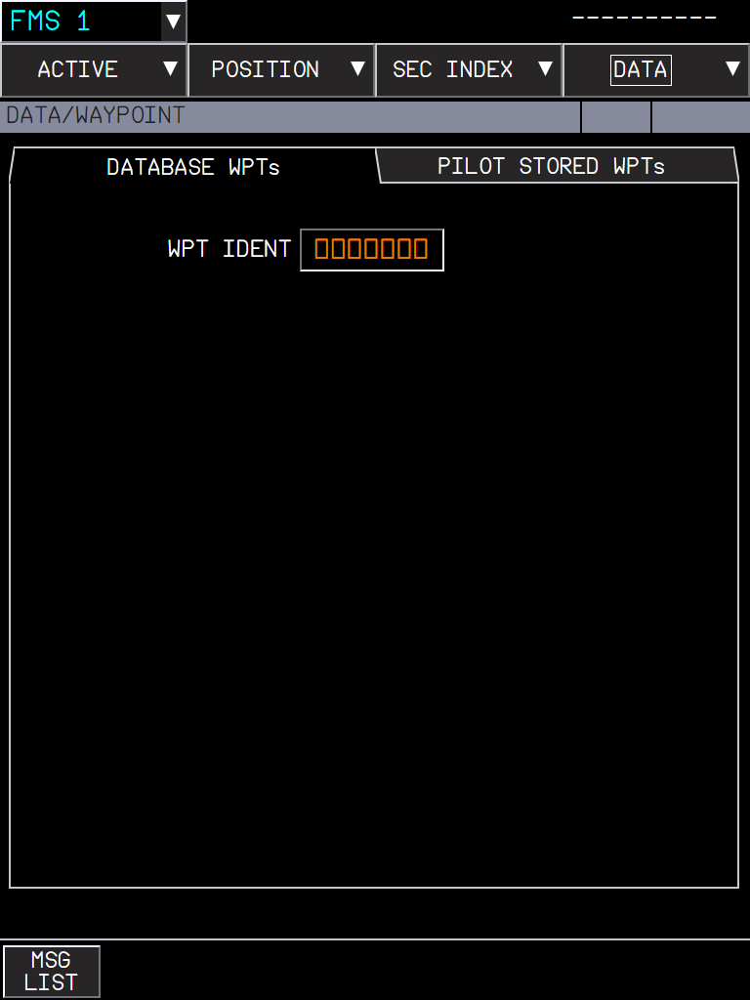 FMS 1 ▼ ----------
ACTIVE ▼ POSITION ▼ SEC INDEX ▼ DATA ▼
DATA/WAYPOINT
DATABASE WPTs PILOT STORED WPTs
WPT IDENT ▯▯▯▯▯▯▯
MSG
LIST